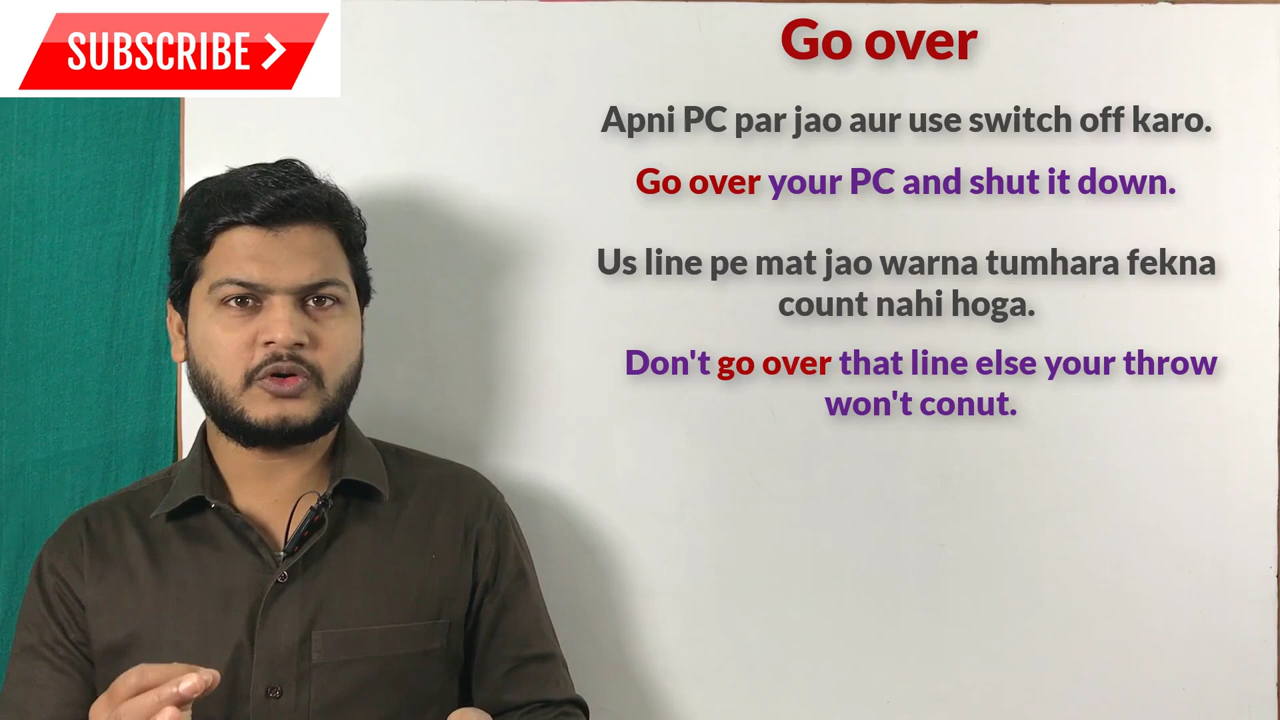 SUBSCRIBE
Go over
Apni PC par jao aur use switch off karo.
Go over your PC and shut it down.
Us line pe mat jao warna tumhara fekna
count nahi hoga.
Don't go over that line else your throw
won't conut.